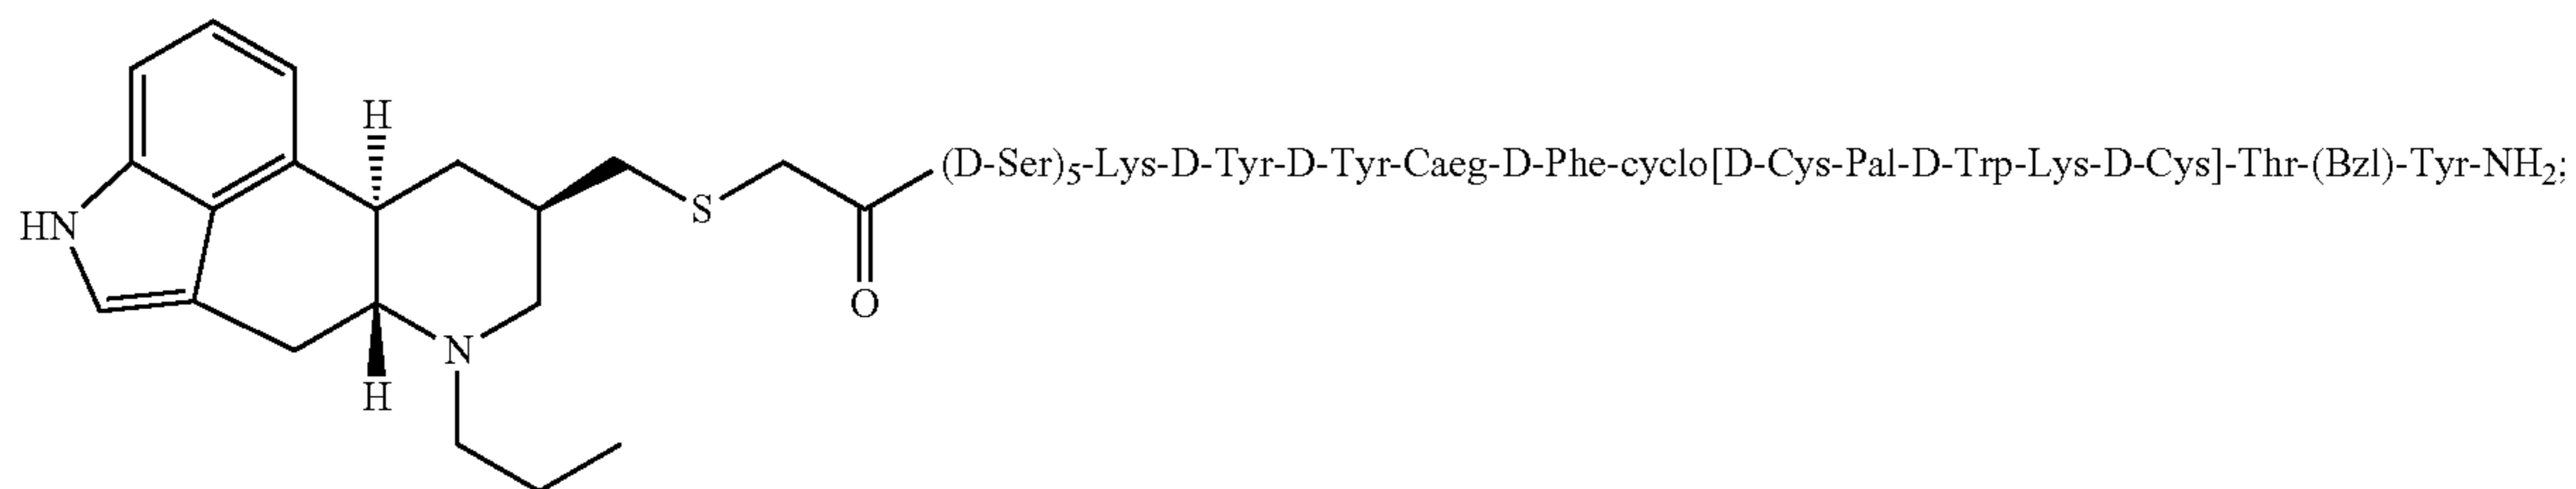 H
(D-Ser)5-Lys-D-Tyr-D-Tyr-Caeg-D-Phe-cyclo[D-Cys-Pal-D-Trp-Lys-D-Cys]-Thr-(Bzl)-Tyr-NH2;
S
HN
O
N
H